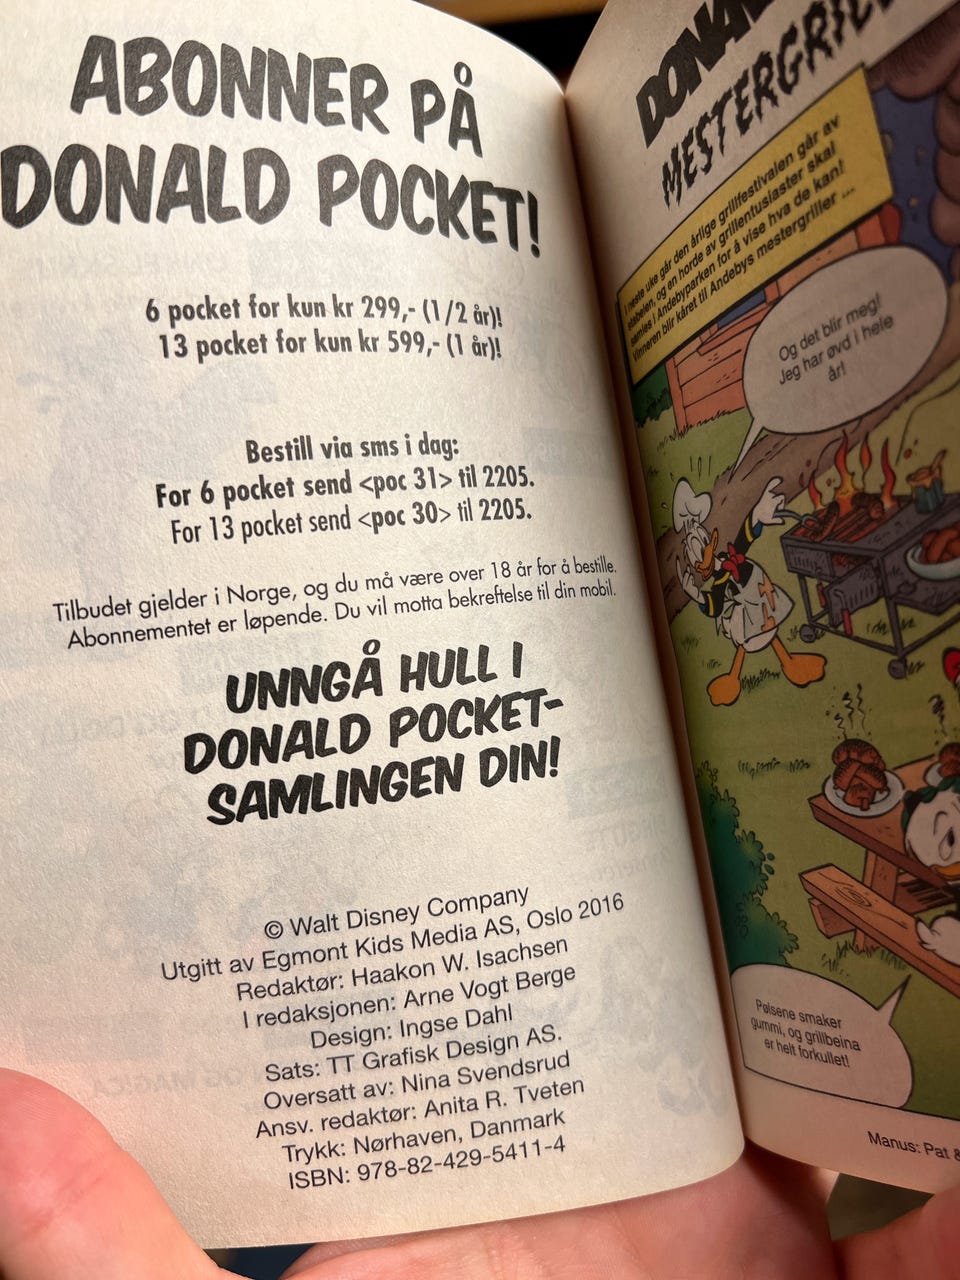 ABONNER PÅ
DONALD POCKET!
6 pocket for kun kr 299,- (1/2 år)!
13 pocket for kun kr 599,- (1 år)!
Bestill via sms i dag:
For 6 pocket send <poc 31> til 2205.
For 13 pocket send <poc 30> til 2205.
Tilbudet gjelder i Norge, og du må være over 18 år for å bestille.
Abonnementet er løpende. Du vil motta bekreftelse til din mobil.
UNNGÅ HULL I
DONALD POCKET-
SAMLINGEN DIN!
© Walt Disney Company
Utgitt av Egmont Kids Media AS, Oslo 2016
Redaktør: Haakon W. Isachsen
I redaksjonen: Arne Vogt Berge
Design: Ingse Dahl
Sats: TT Grafisk Design AS.
Oversatt av: Nina Svendsrud
Ansv. redaktør: Anita R. Tveten
Trykk: Nørhaven, Danmark
ISBN: 978-82-429-5411-4
I neste uke går den årlige grillfestivalen går av
stabelen, og en horde av grillentusiaster skal
samles i Andebyparken for å vise hva de kan!
Vinneren blir kåret til Andebys mestergriller ...
Og det blir meg!
Jeg har øvd i hele
år!
Pølsene smaker
gummi, og grillbeina
er helt forkullet!
Manus: Pat &